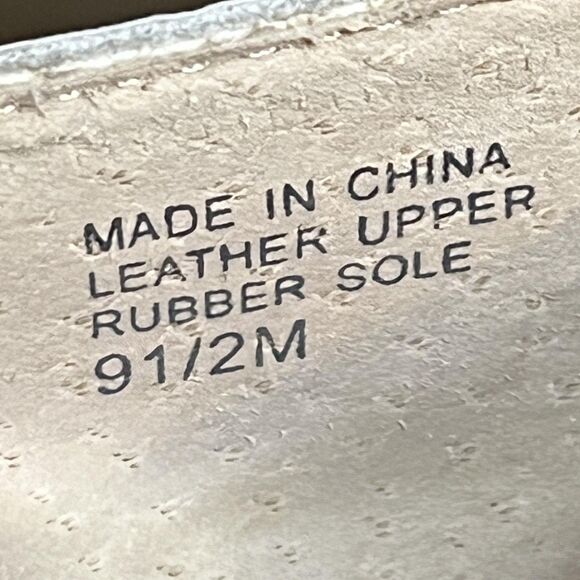 MADE IN CHINA
LEATHER UPPER
RUBBER SOLE
91/2M